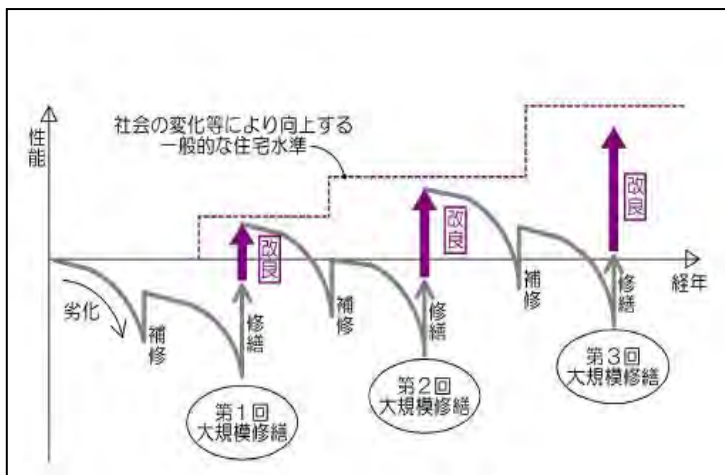 性能
社会の変化等により向上する
一般的な住宅水準
改良
改良
改良
経年
劣化
補修
修繕
補修
修繕
補修
修繕
第1回
大規模修繕
第2回
大規模修繕
第3回
大規模修繕